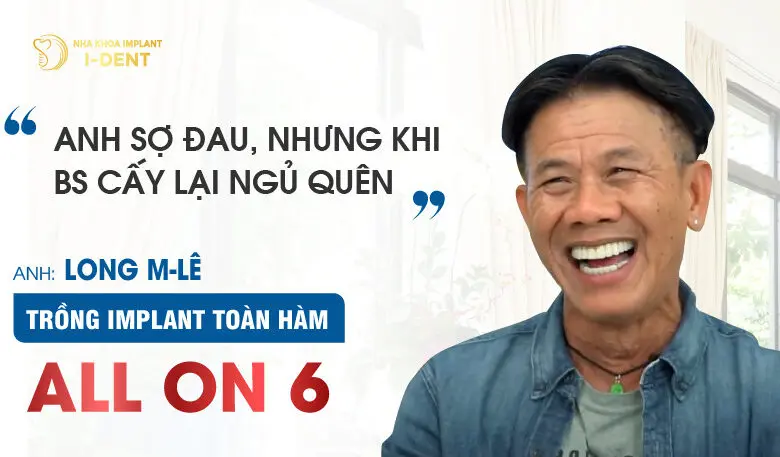 NHA KHOA IMPLANT
I-DENT
“ ANH SỢ ĐAU, NHƯNG KHI
BS CẤY LẠI NGỦ QUÊN ”
ANH: LONG M-LÊ
TRỒNG IMPLANT TOÀN HÀM
ALL ON 6